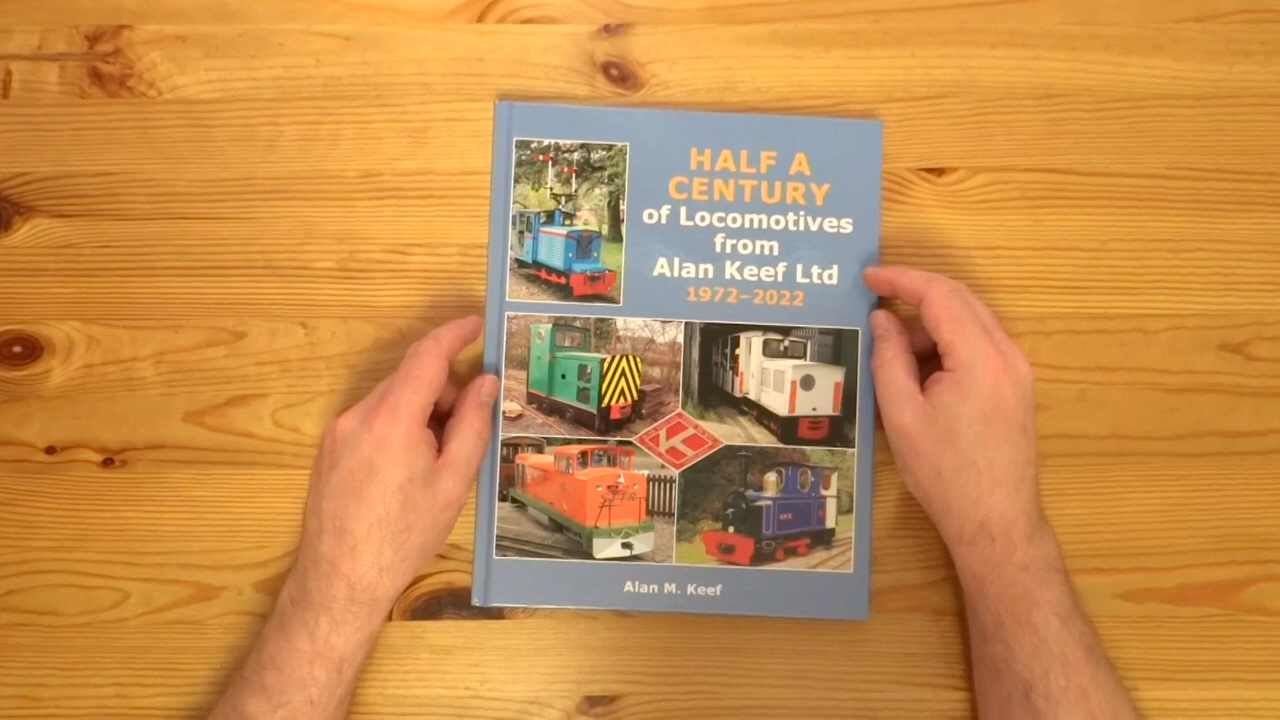 HALF A
CENTURY
of Locomotives
from
Alan Keef Ltd
1972–2022
Alan M. Keef